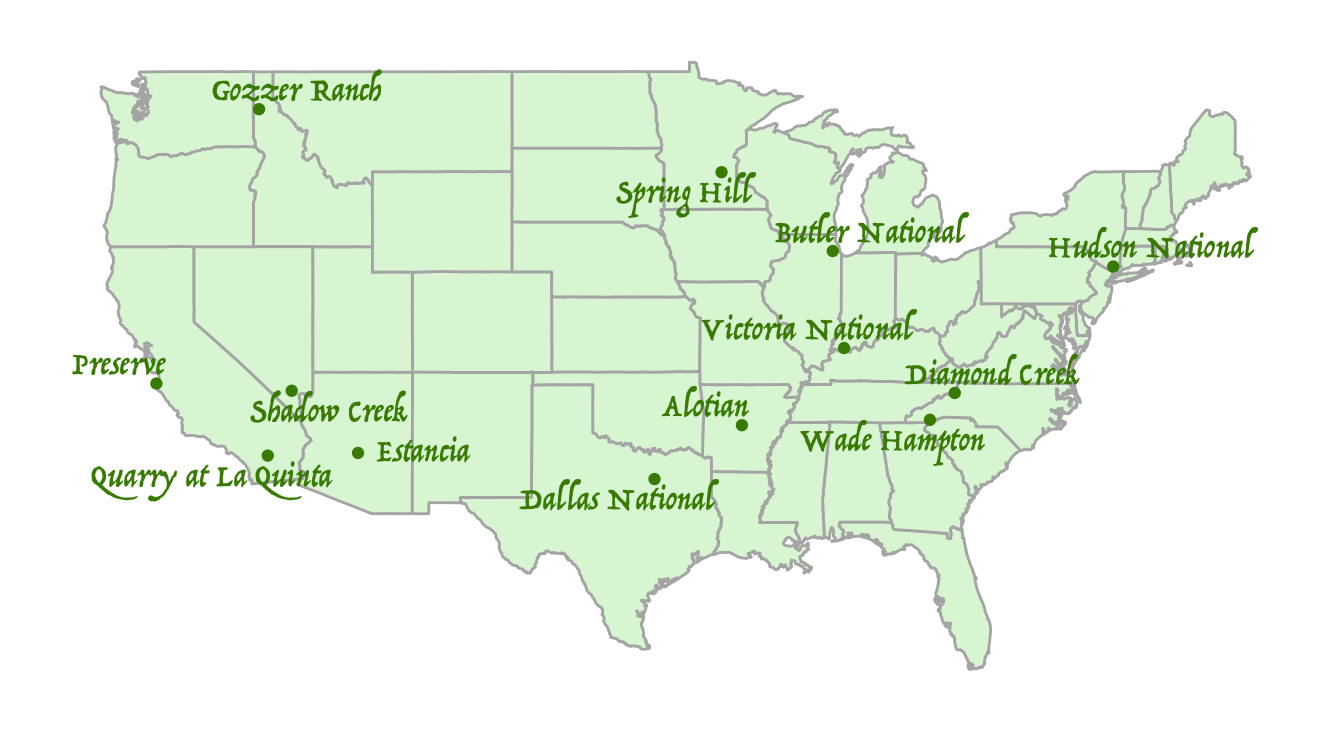 Gozzer Ranch
Spring Hill
Butler National
Hudson National
Victoria National
Preserve
Diamond Creek
Shadow Creek
Alotian
Wade Hampton
Estancia
Quarry at La Quinta
Dallas National